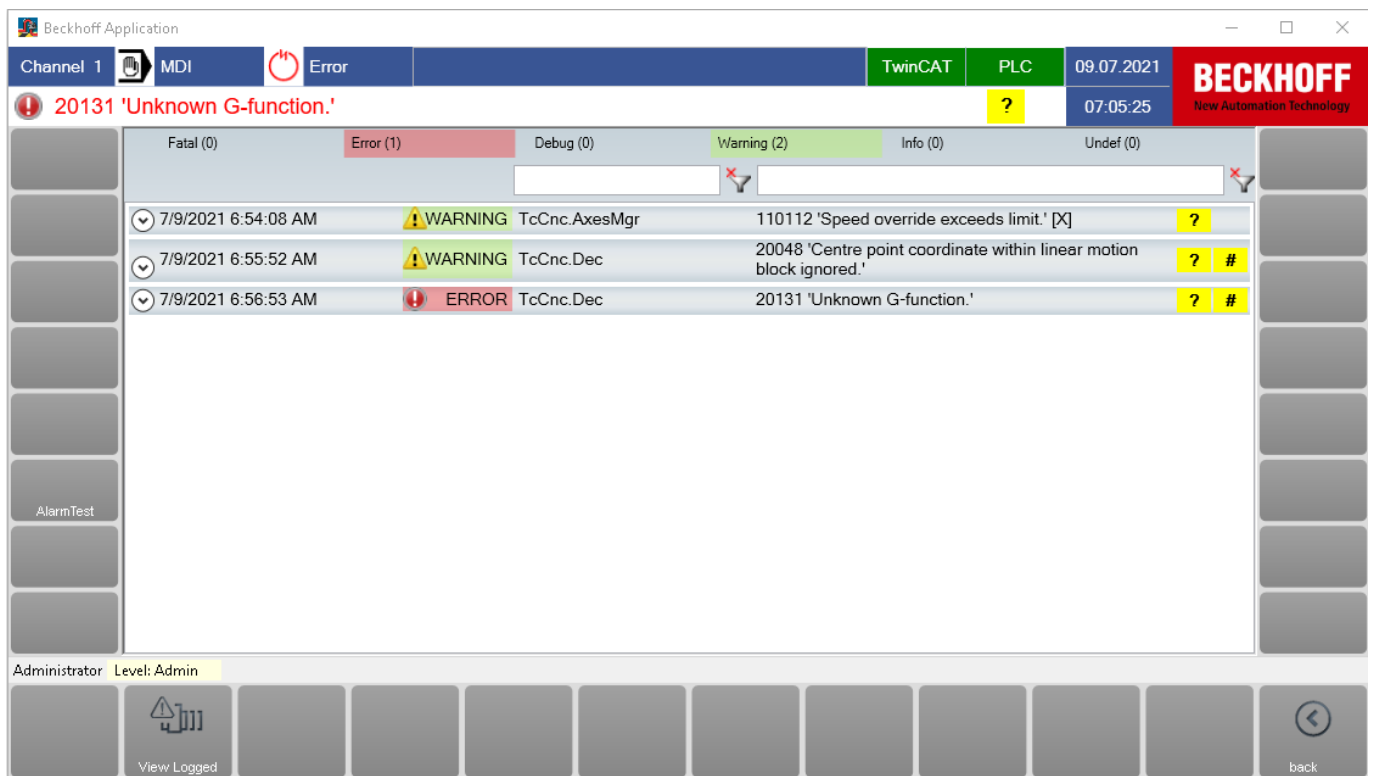 Beckhoff Application
Channel 1 MDI Error TwinCAT PLC 09.07.2021 BECKHOFF
20131 'Unknown G-function.' ? 07:05:25 New Automation Technology
Fatal (0) Error (1) Debug (0) Warning (2) Info (0) Undef (0)
7/9/2021 6:54:08 AM WARNING TcCnc.AxesMgr 110112 'Speed override exceeds limit.' [X] ?
7/9/2021 6:55:52 AM WARNING TcCnc.Dec 20048 'Centre point coordinate within linear motion
block ignored.' ? #
7/9/2021 6:56:53 AM ERROR TcCnc.Dec 20131 'Unknown G-function.' ? #
AlarmTest
Administrator Level: Admin
View Logged back